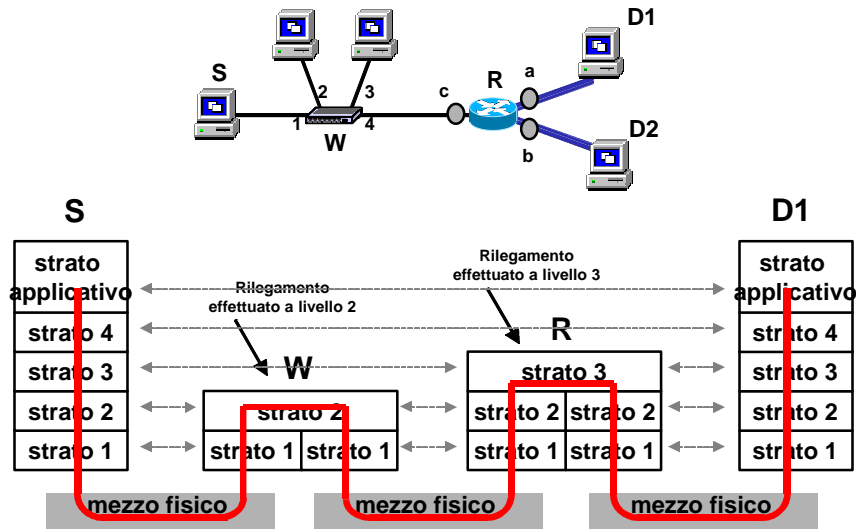 D1
S
2
3
c
R
a
1
W
4
b
D2
S
D1
strato
applicativo
Rilegamento
effettuato a livello 2
Rilegamento
effettuato a livello 3
strato
applicativo
strato 4
R
strato 4
strato 3
W
strato 3
strato 3
strato 2
strato 2
strato 2
strato 2
strato 2
strato 1
strato 1
strato 1
strato 1
strato 1
strato 1
mezzo fisico
mezzo fisico
mezzo fisico